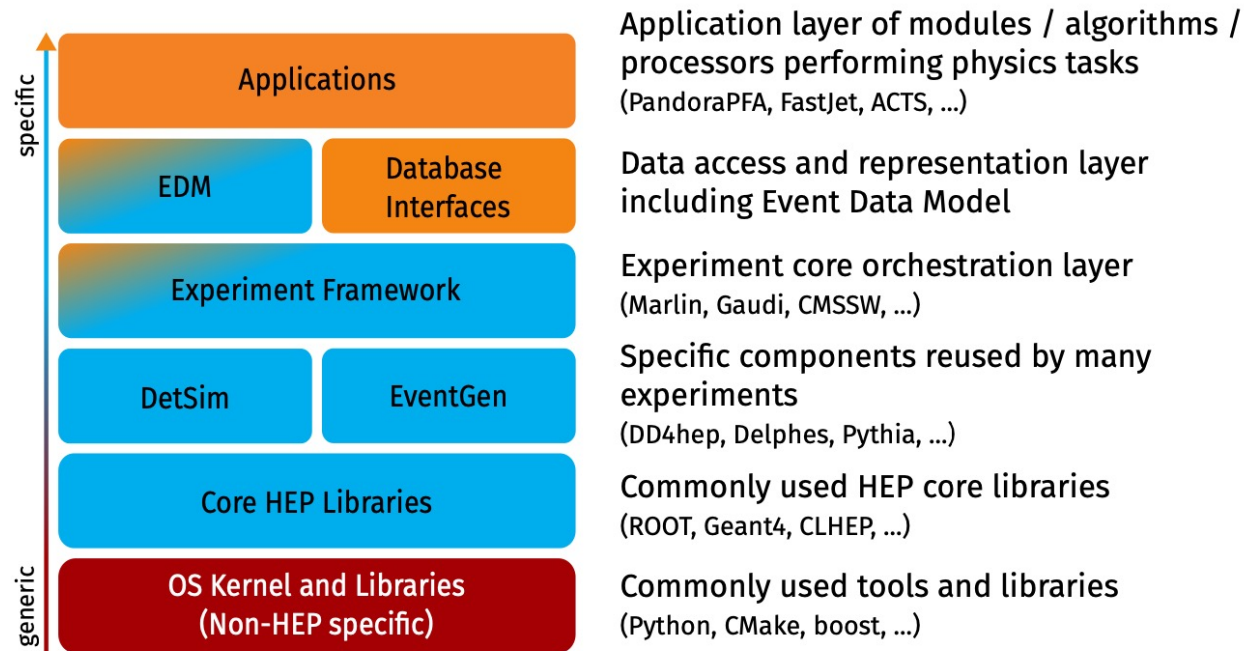 specific
generic
Applications
Application layer of modules / algorithms /
processors performing physics tasks
(PandoraPFA, FastJet, ACTS, ...)
EDM
Database
Interfaces
Data access and representation layer
including Event Data Model
Experiment Framework
Experiment core orchestration layer
(Marlin, Gaudi, CMSSW, ...)
DetSim
EventGen
Specific components reused by many
experiments
(DD4hep, Delphes, Pythia, ...)
Core HEP Libraries
Commonly used HEP core libraries
(ROOT, Geant4, CLHEP, ...)
OS Kernel and Libraries
(Non-HEP specific)
Commonly used tools and libraries
(Python, CMake, boost, ...)